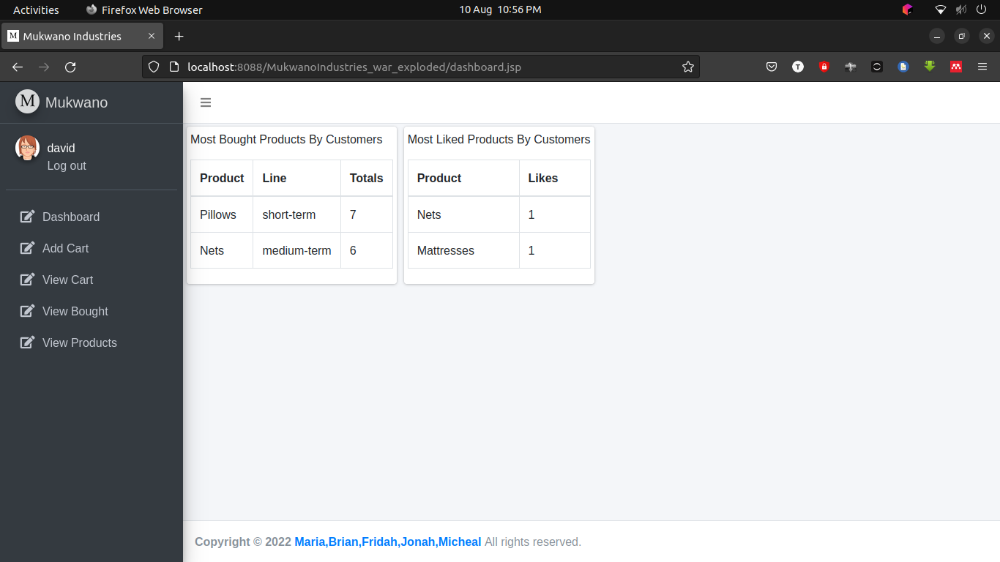 Activities Firefox Web Browser 10 Aug 10:56 PM
M Mukwano Industries
localhost:8088/MukwanoIndustries_war_exploded/dashboard.jsp T
M Mukwano
david
Log out
Dashboard
Add Cart
View Cart
View Bought
View Products
Most Bought Products By Customers
Product Line Totals
Pillows short-term 7
Nets medium-term 6
Most Liked Products By Customers
Product Likes
Nets 1
Mattresses 1
Copyright © 2022 Maria,Brian,Fridah,Jonah,Micheal All rights reserved.